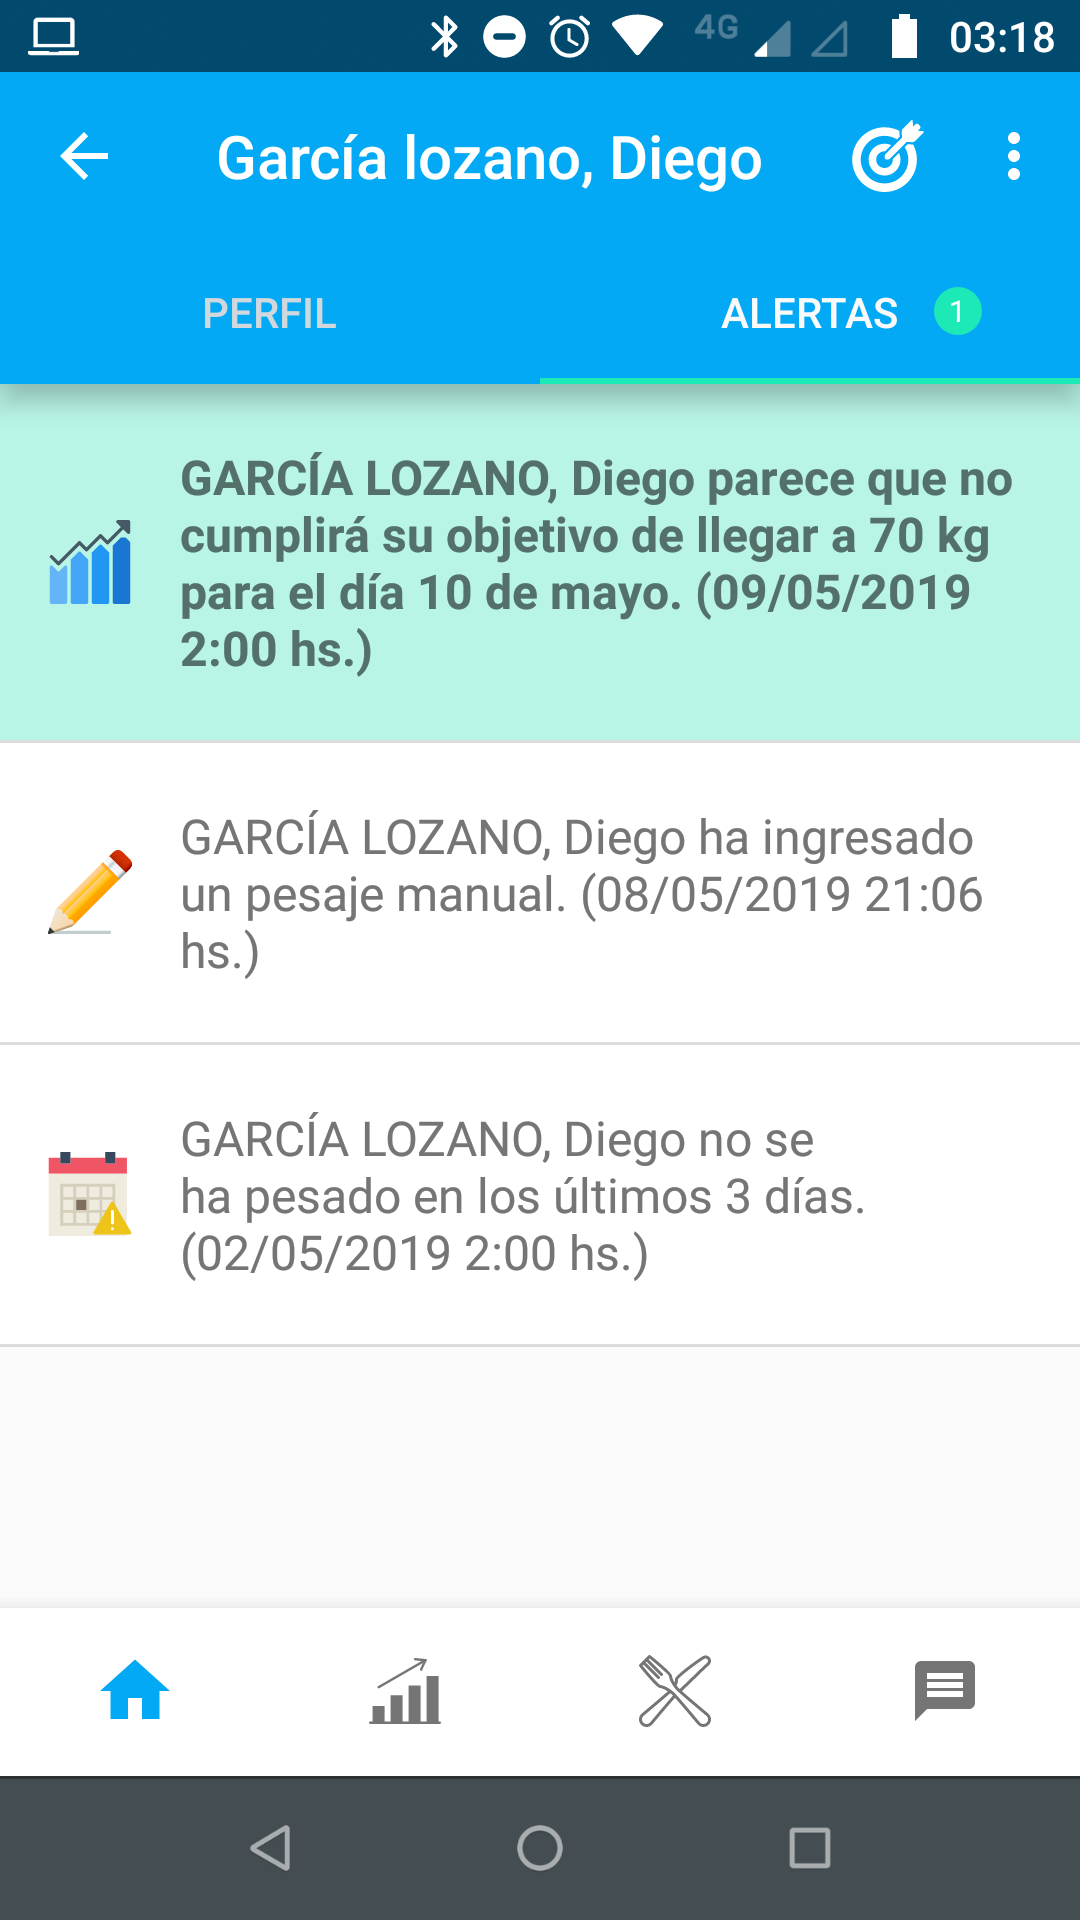 4G 03:18
García lozano, Diego
PERFIL
ALERTAS 1
GARCÍA LOZANO, Diego parece que no
cumplirá su objetivo de llegar a 70 kg
para el día 10 de mayo. (09/05/2019
2:00 hs.)
GARCÍA LOZANO, Diego ha ingresado
un pesaje manual. (08/05/2019 21:06
hs.)
GARCÍA LOZANO, Diego no se
ha pesado en los últimos 3 días.
(02/05/2019 2:00 hs.)